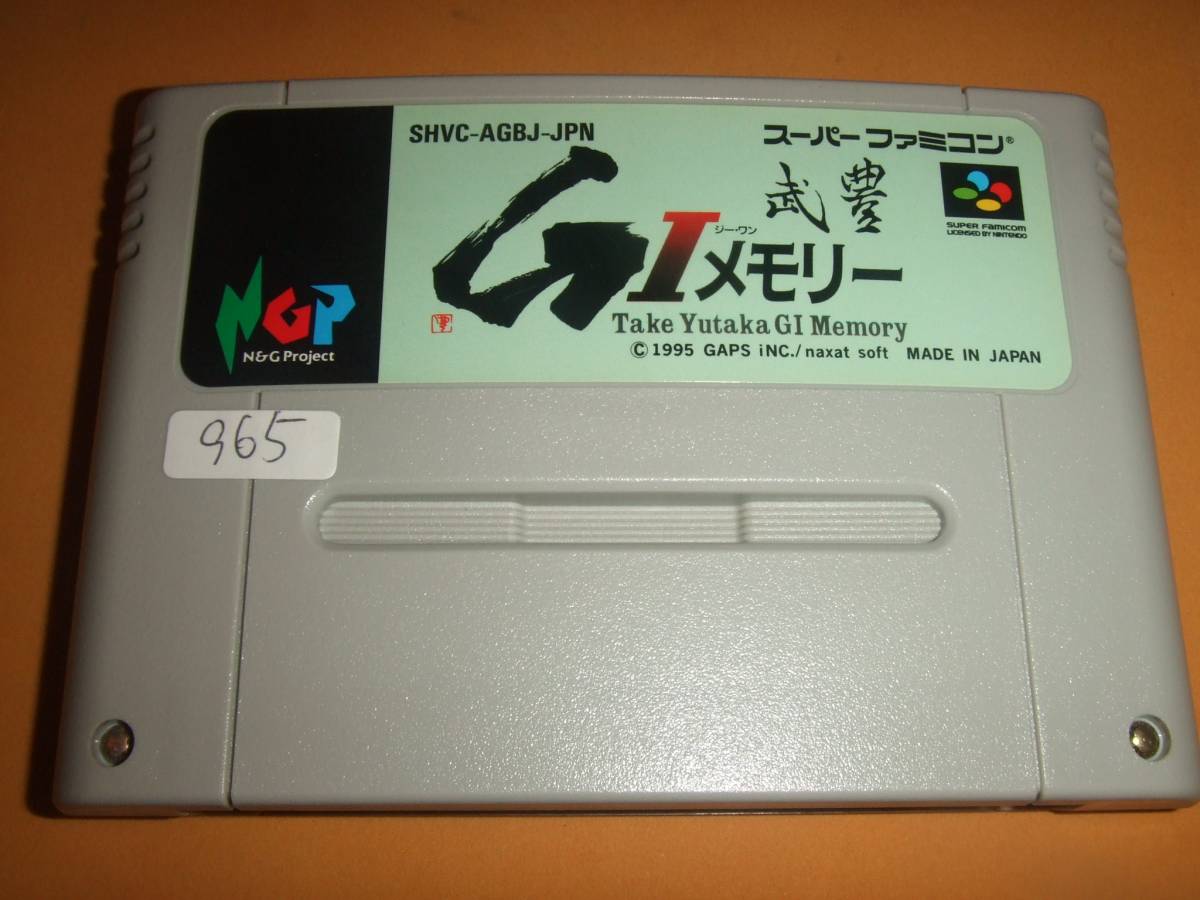 SHVC-AGBJ-JPN
スーパーファミコン®
武豊
SUPER FAMICOM
LICENSED BY NINTENDO
ジー・ワン
GIメモリー
Take Yutaka GI Memory
© 1995 GAPS iNC./naxat soft MADE IN JAPAN
NGP
N&G Project
965